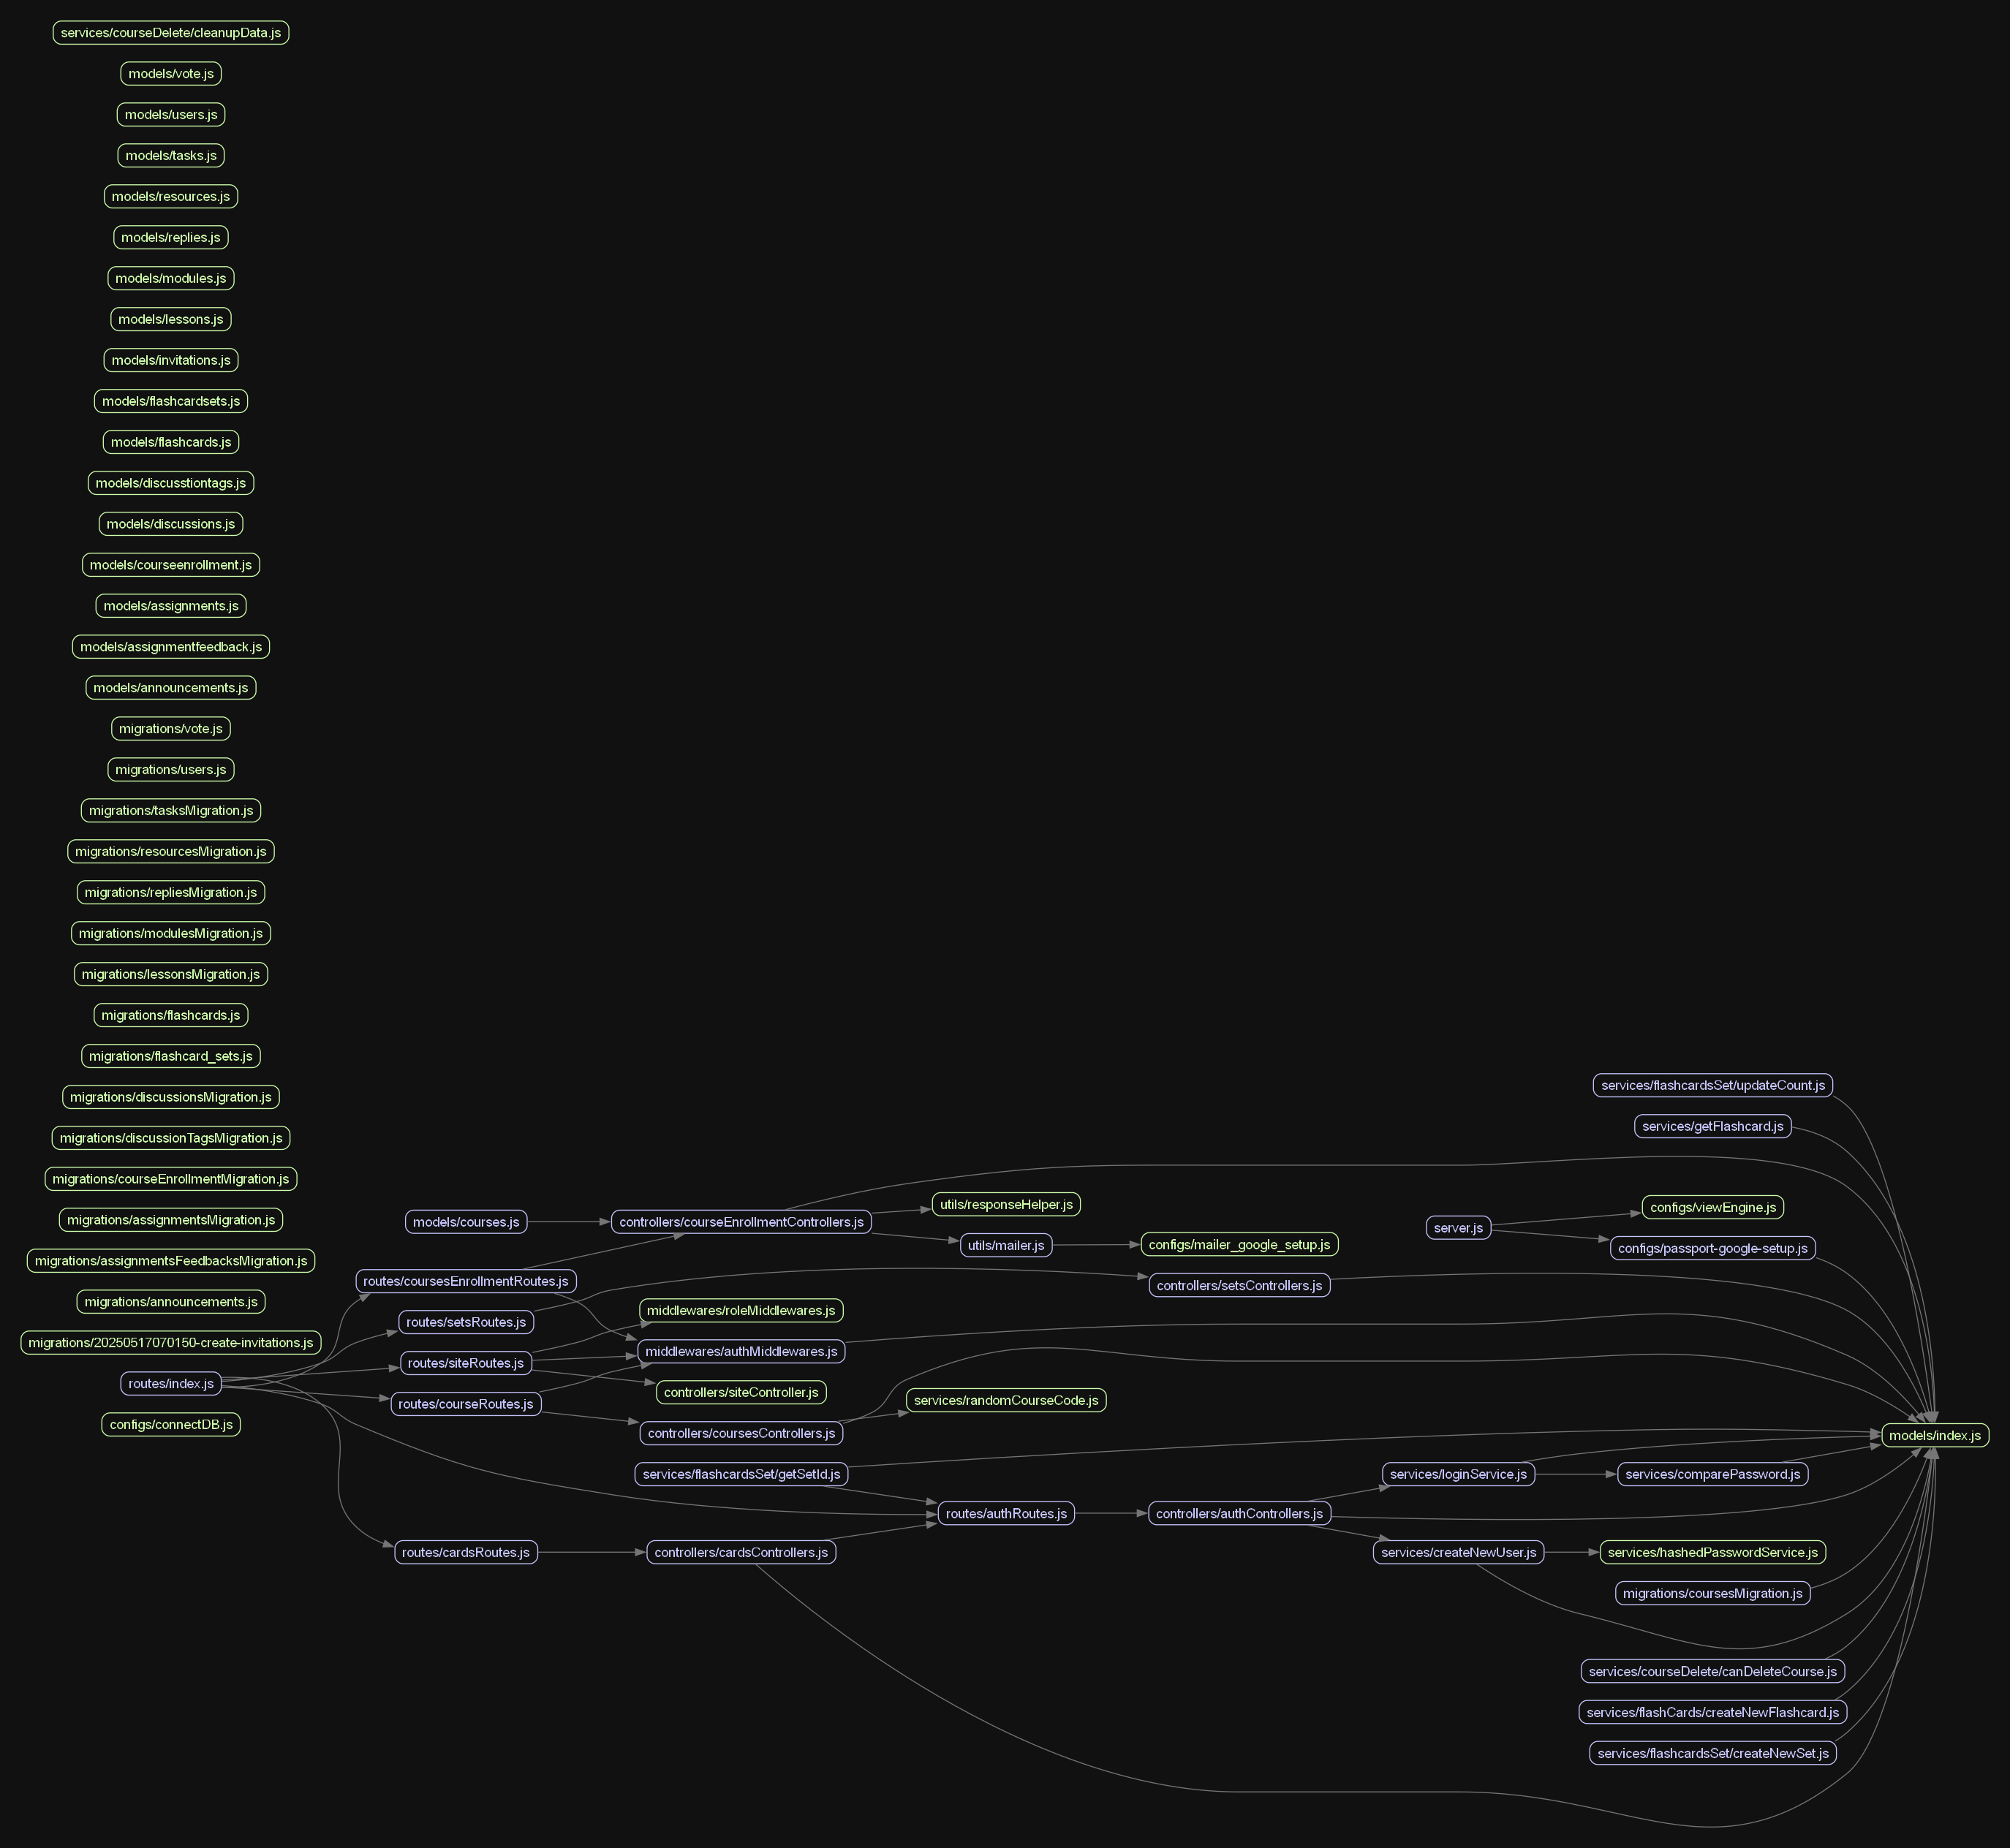 services/courseDelete/cleanupData.js
models/vote.js
models/users.js
models/tasks.js
models/resources.js
models/replies.js
models/modules.js
models/lessons.js
models/invitations.js
models/flashcardsets.js
models/flashcards.js
models/discusstiontags.js
models/discussions.js
models/courseenrollment.js
models/assignments.js
models/assignmentfeedback.js
models/announcements.js
migrations/vote.js
migrations/users.js
migrations/tasksMigration.js
migrations/resourcesMigration.js
migrations/repliesMigration.js
migrations/modulesMigration.js
migrations/lessonsMigration.js
migrations/flashcards.js
migrations/flashcard_sets.js
migrations/discussionsMigration.js
migrations/discussionTagsMigration.js
migrations/courseEnrollmentMigration.js
migrations/assignmentsMigration.js
migrations/assignmentsFeedbacksMigration.js
migrations/announcements.js
migrations/20250517070150-create-invitations.js
routes/index.js
configs/connectDB.js
models/courses.js
routes/coursesEnrollmentRoutes.js
routes/setsRoutes.js
routes/siteRoutes.js
routes/courseRoutes.js
routes/cardsRoutes.js
controllers/courseEnrollmentControllers.js
middlewares/roleMiddlewares.js
middlewares/authMiddlewares.js
controllers/siteController.js
controllers/coursesControllers.js
services/flashcardsSet/getSetId.js
controllers/cardsControllers.js
utils/responseHelper.js
utils/mailer.js
services/randomCourseCode.js
routes/authRoutes.js
configs/mailer_google_setup.js
controllers/setsControllers.js
controllers/authControllers.js
server.js
services/loginService.js
services/createNewUser.js
services/flashcardsSet/updateCount.js
services/getFlashcard.js
configs/viewEngine.js
configs/passport-google-setup.js
services/comparePassword.js
services/hashedPasswordService.js
migrations/coursesMigration.js
services/courseDelete/canDeleteCourse.js
services/flashCards/createNewFlashcard.js
services/flashcardsSet/createNewSet.js
models/index.js